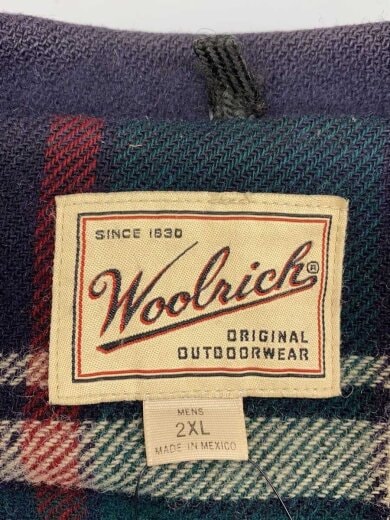 SINCE 1830
Woolrich®
ORIGINAL
OUTDOORWEAR
MENS
2XL
MADE IN MEXICO